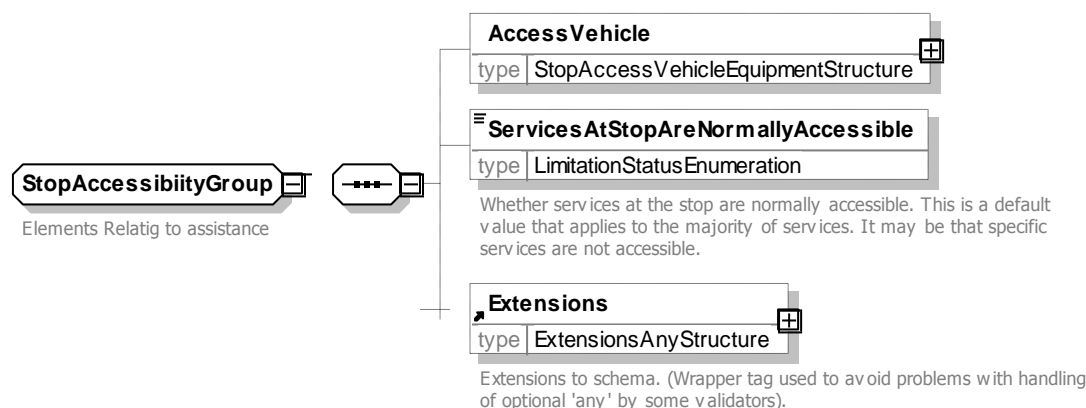 AccessVehicle
type StopAccessVehicleEquipmentStructure
ServicesAtStopAreNormallyAccessible
type LimitationStatusEnumeration
Whether services at the stop are normally accessible. This is a default
value that applies to the majority of services. It may be that specific
services are not accessible.
StopAccessibiityGroup
Elements Relatig to assistance
Extensions
type ExtensionsAnyStructure
Extensions to schema. (Wrapper tag used to avoid problems with handling
of optional 'any' by some validators).